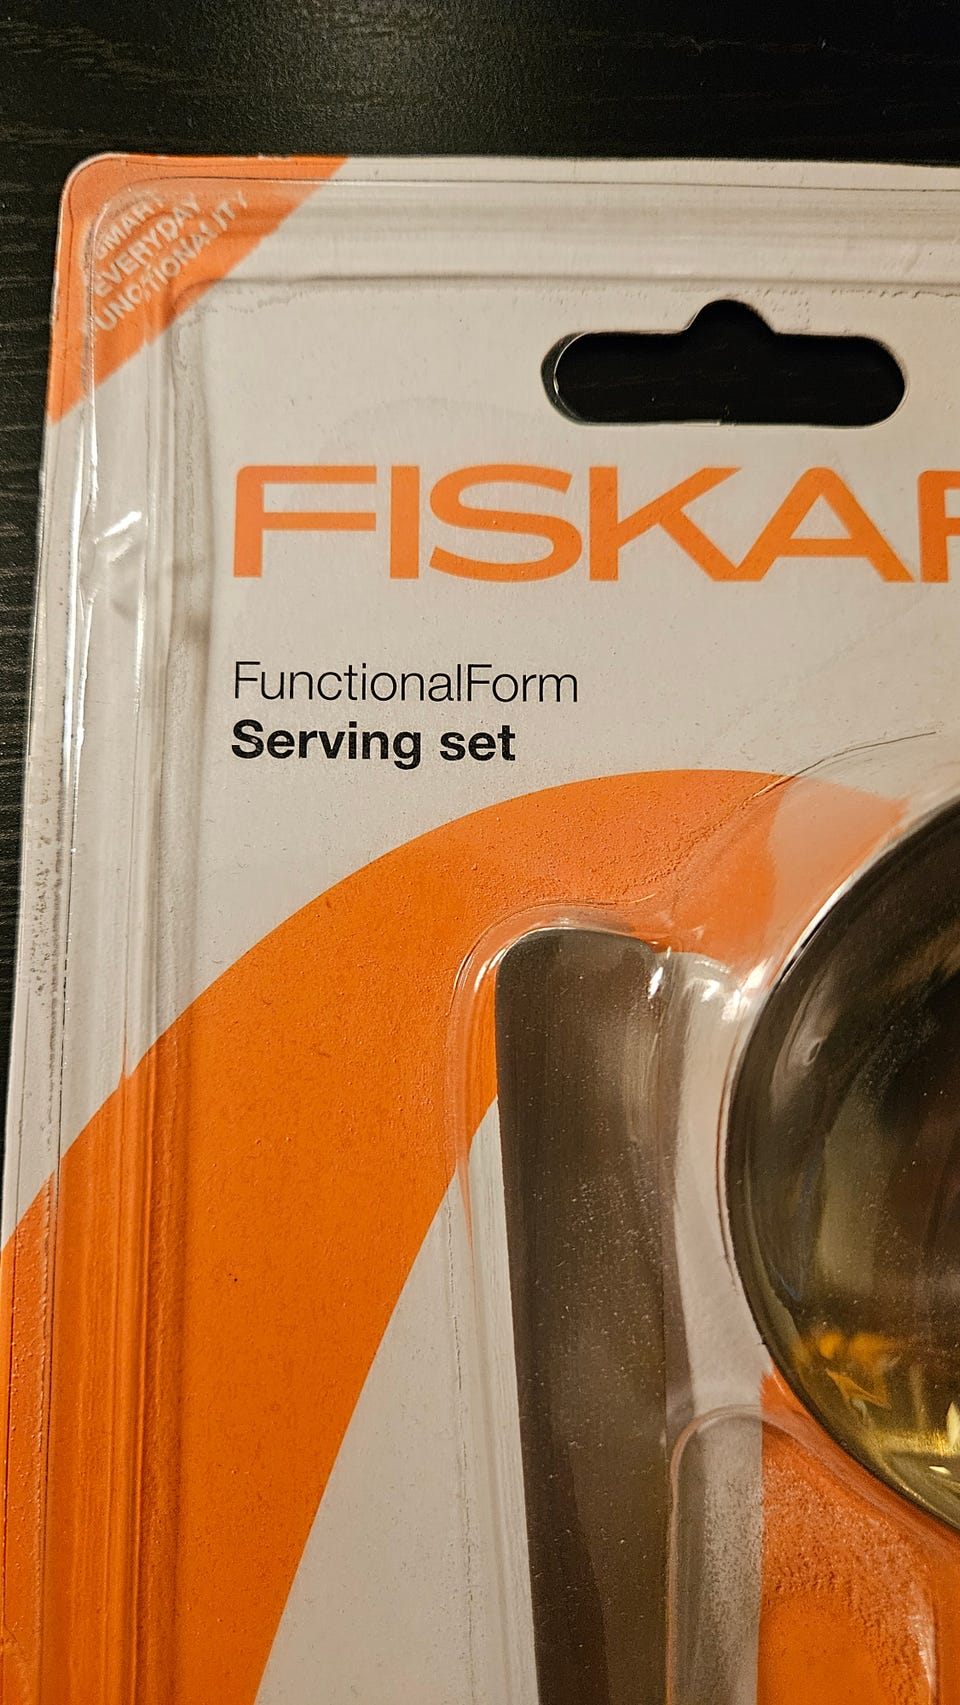 SMART
EVERYDAY
FUNCTIONALITY
FISKAR
FunctionalForm
Serving set